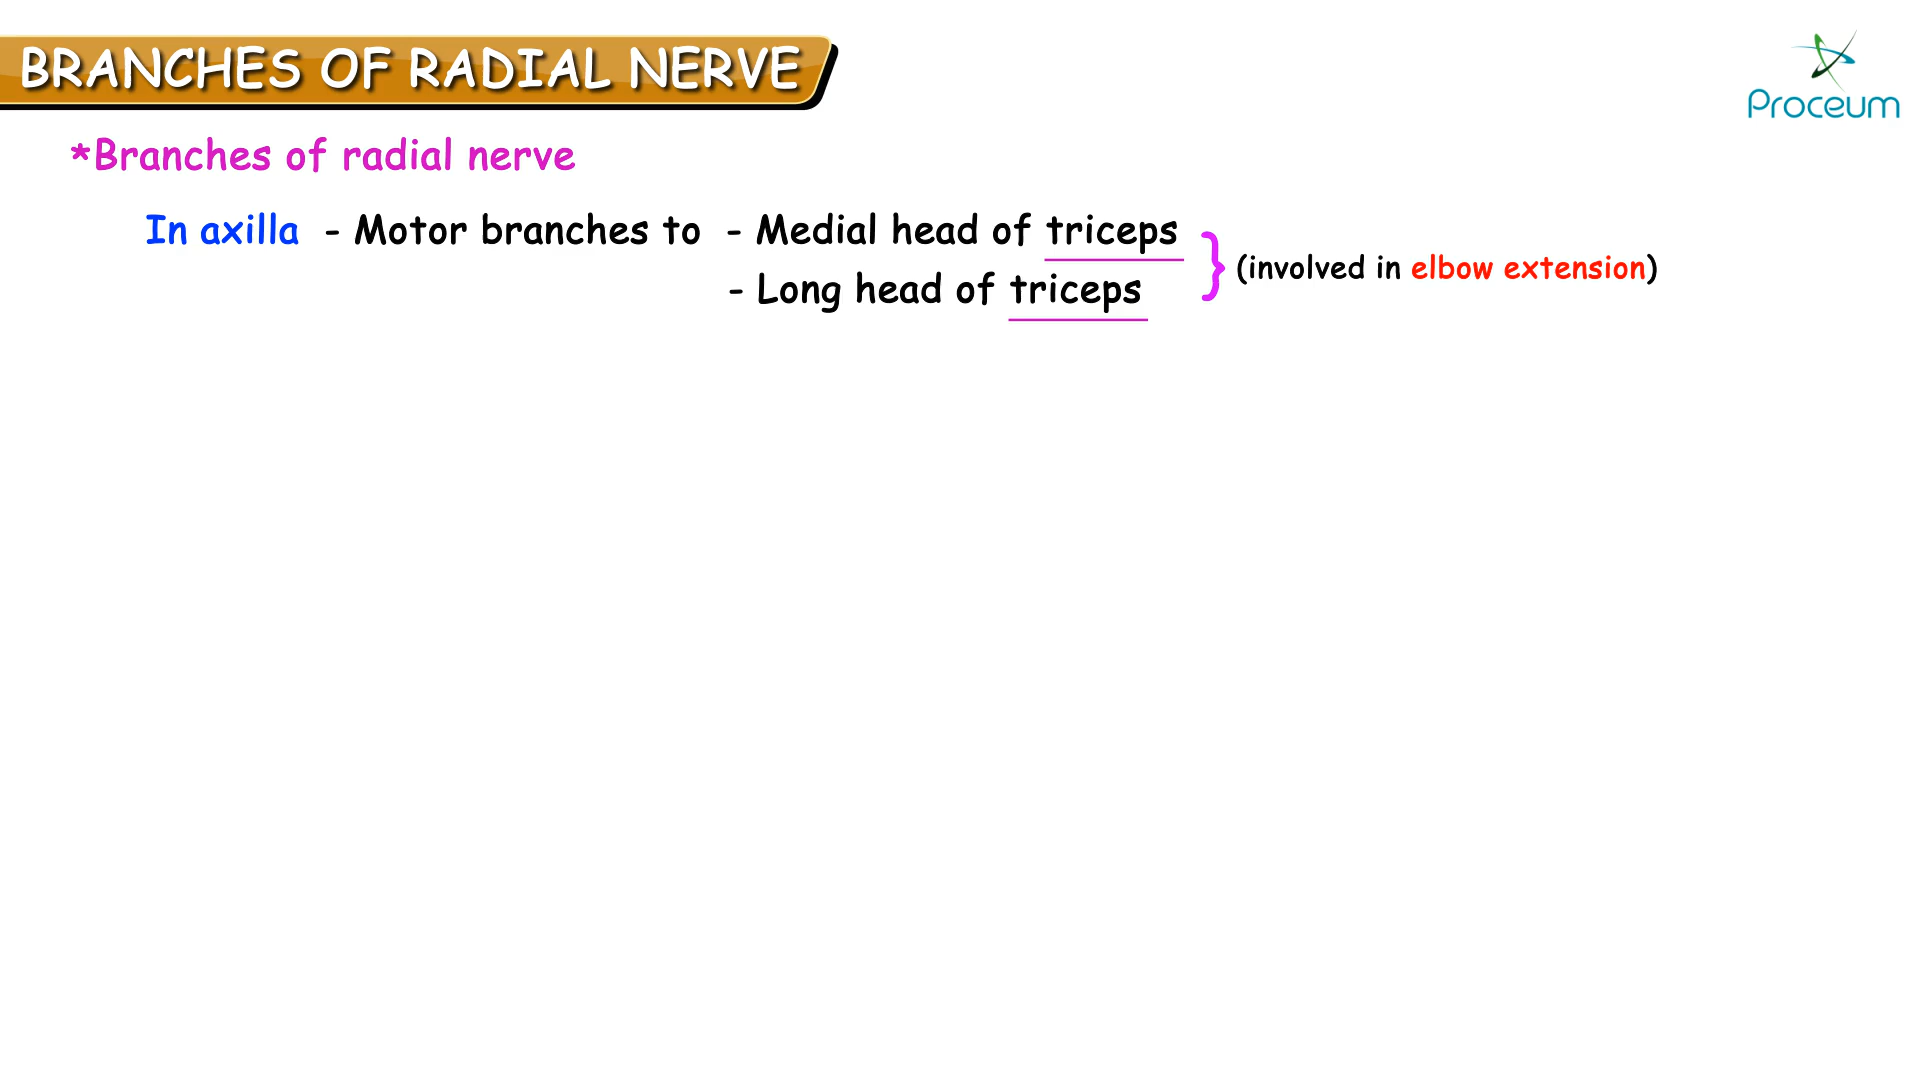 BRANCHES OF RADIAL NERVE
Proceum
*Branches of radial nerve
In axilla - Motor branches to - Medial head of triceps
- Long head of triceps
} (involved in elbow extension)